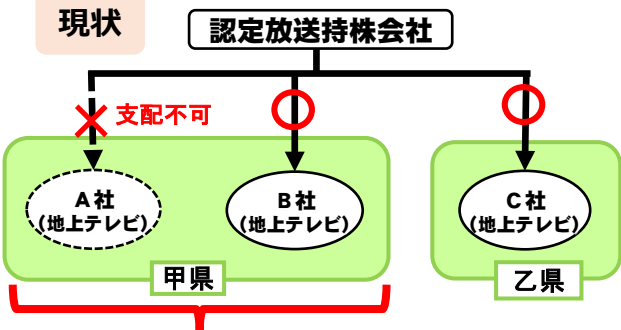 現状
認定放送持株会社
支配不可
A社
(地上テレビ)
B社
(地上テレビ)
C社
(地上テレビ)
甲県
乙県